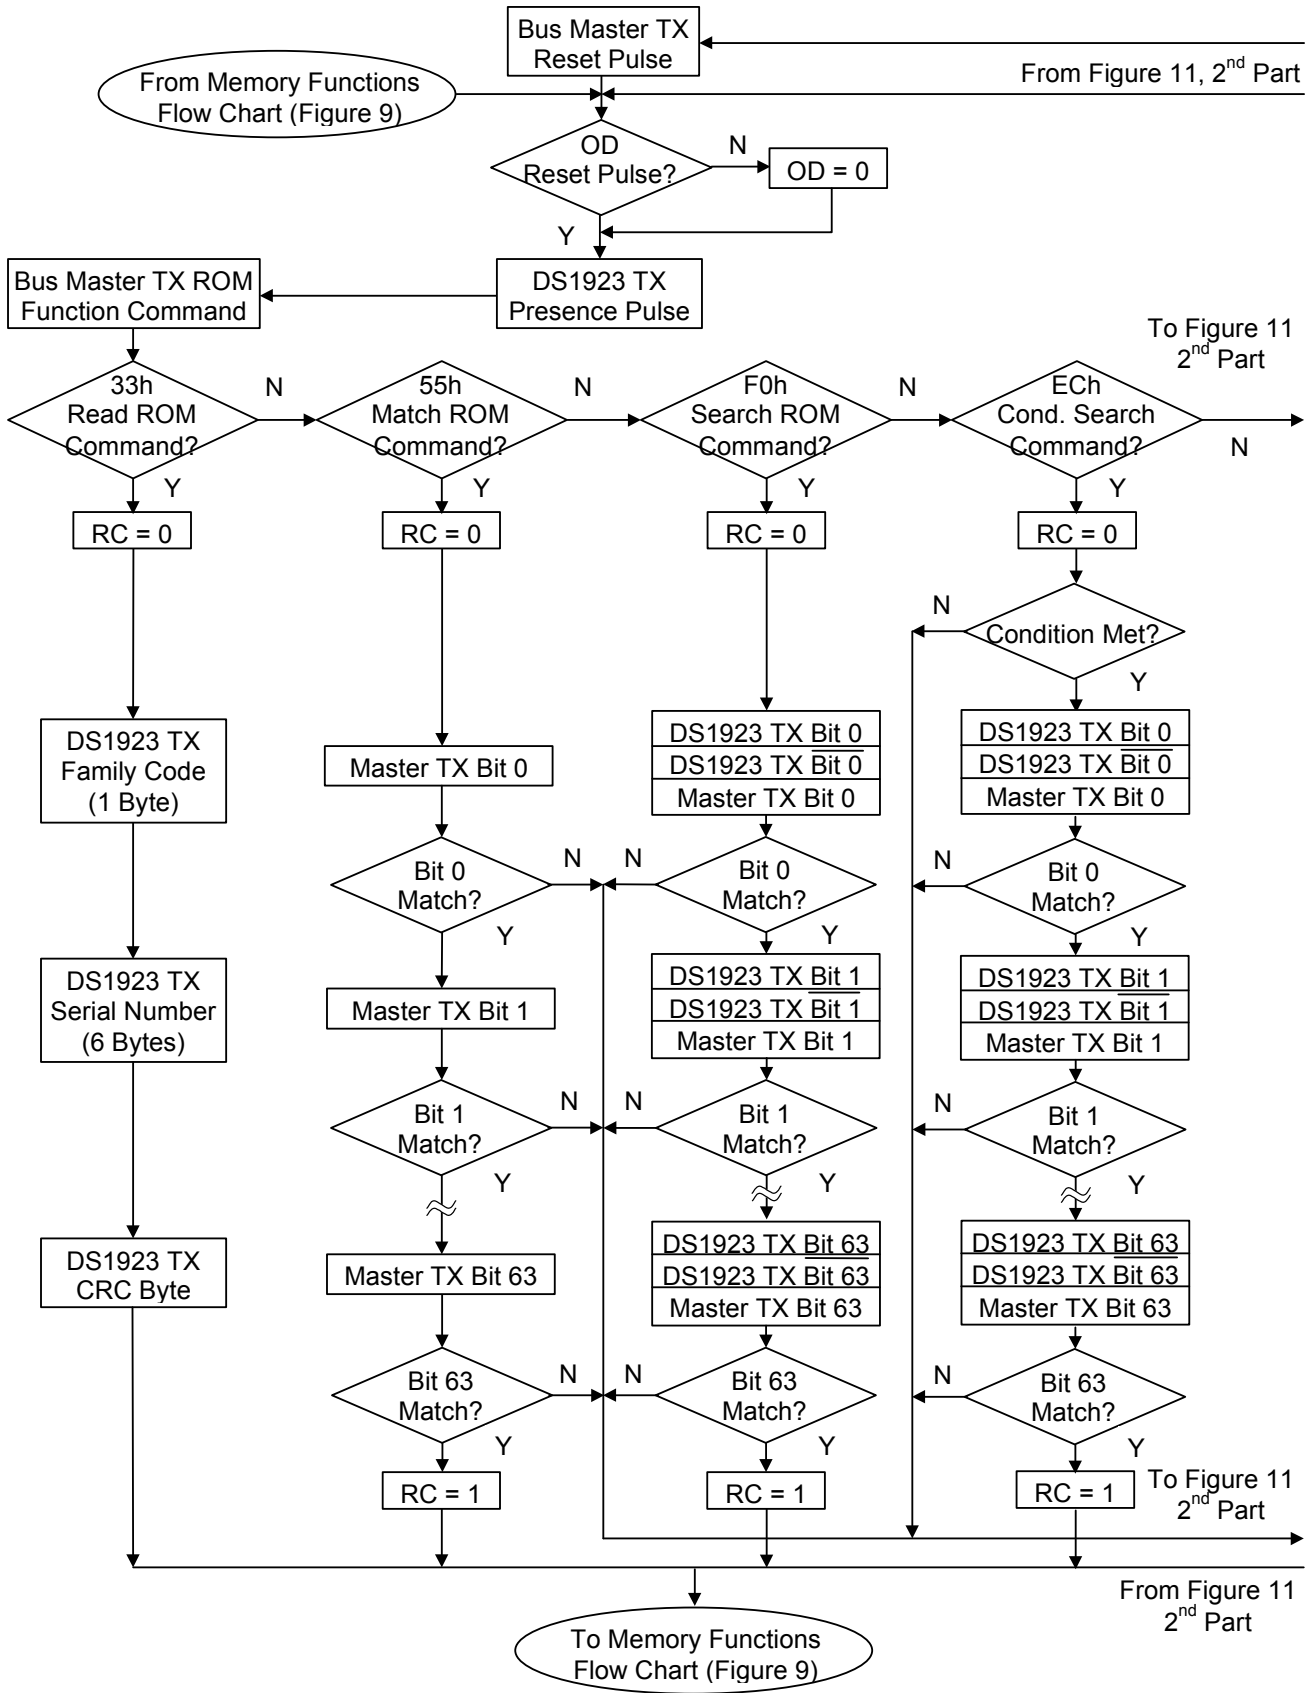 Bus Master TX
Reset Pulse
From Figure 11, 2nd Part
From Memory Functions
Flow Chart (Figure 9)
OD
Reset Pulse?
N
OD = 0
Y
Bus Master TX ROM
Function Command
DS1923 TX
Presence Pulse
To Figure 11
2nd Part
33h
Read ROM
Command?
N
55h
Match ROM
Command?
N
F0h
Search ROM
Command?
N
ECh
Cond. Search
Command?
N
Y
Y
Y
Y
RC = 0
RC = 0
RC = 0
RC = 0
N
Condition Met?
Y
DS1923 TX
Family Code
(1 Byte)
Master TX Bit 0
DS1923 TX Bit 0
DS1923 TX B̅i̅t̅ ̅0̅
Master TX Bit 0
DS1923 TX Bit 0
DS1923 TX B̅i̅t̅ ̅0̅
Master TX Bit 0
Bit 0
Match?
N
N
Bit 0
Match?
N
Bit 0
Match?
Y
Y
Y
DS1923 TX
Serial Number
(6 Bytes)
Master TX Bit 1
DS1923 TX Bit 1
DS1923 TX B̅i̅t̅ ̅1̅
Master TX Bit 1
DS1923 TX Bit 1
DS1923 TX B̅i̅t̅ ̅1̅
Master TX Bit 1
Bit 1
Match?
N
N
Bit 1
Match?
N
Bit 1
Match?
Y
Y
Y
DS1923 TX
CRC Byte
Master TX Bit 63
DS1923 TX Bit 63
DS1923 TX B̅i̅t̅ ̅6̅3̅
Master TX Bit 63
DS1923 TX Bit 63
DS1923 TX B̅i̅t̅ ̅6̅3̅
Master TX Bit 63
Bit 63
Match?
N
N
Bit 63
Match?
N
Bit 63
Match?
Y
Y
Y
RC = 1
RC = 1
RC = 1
To Figure 11
2nd Part
From Figure 11
2nd Part
To Memory Functions
Flow Chart (Figure 9)